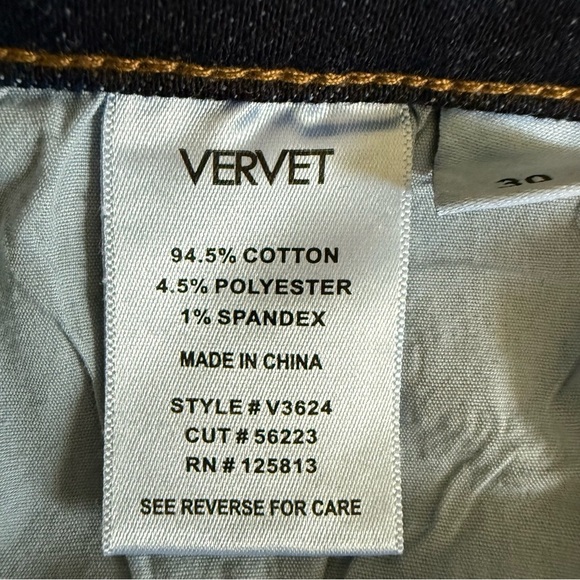 VERVET
30
94.5% COTTON
4.5% POLYESTER
1% SPANDEX
MADE IN CHINA
STYLE # V3624
CUT # 56223
RN # 125813
SEE REVERSE FOR CARE